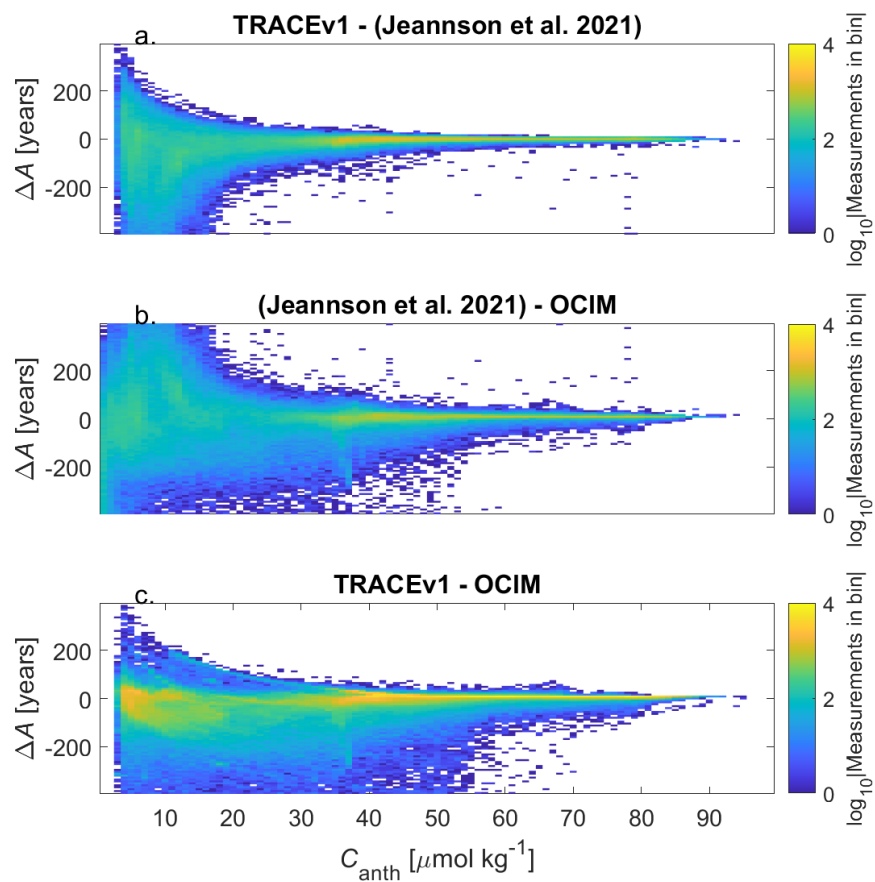 TRACEv1 - (Jeannson et al. 2021)
a.
ΔA [years]
200
0
-200
4
2
0
log10|Measurements in bin|
(Jeannson et al. 2021) - OCIM
b.
ΔA [years]
200
0
-200
4
2
0
log10|Measurements in bin|
TRACEv1 - OCIM
c.
ΔA [years]
200
0
-200
4
2
0
log10|Measurements in bin|
10 20 30 40 50 60 70 80 90
Canth [μmol kg-1]